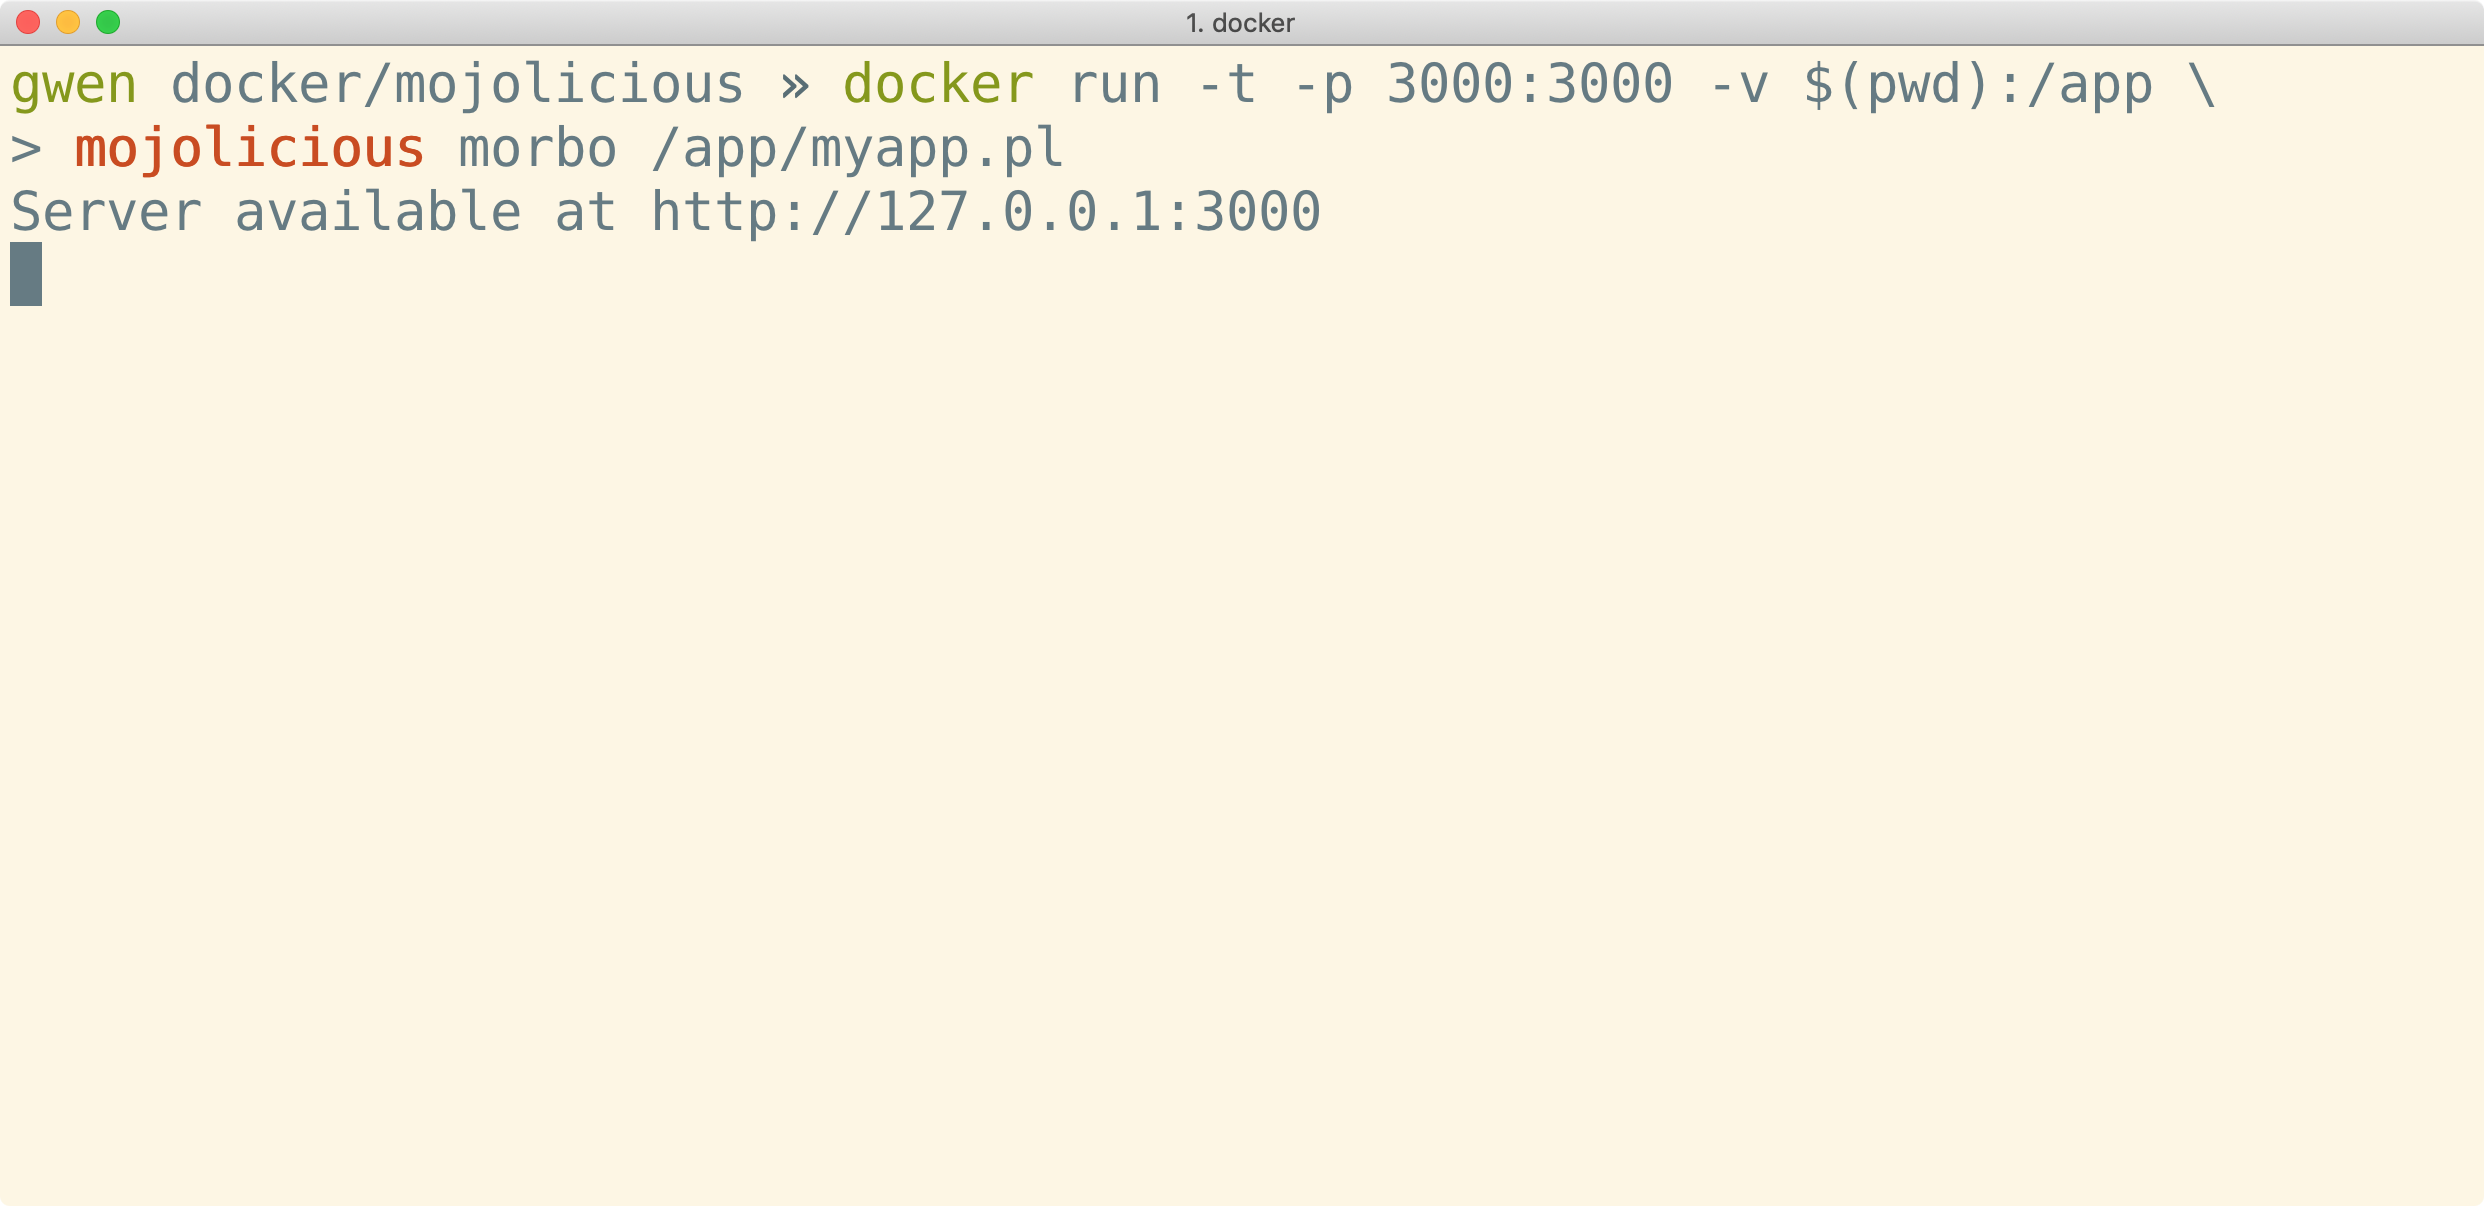 1. docker
gwen docker/mojolicious » docker run -t -p 3000:3000 -v $(pwd):/app \
> mojolicious morbo /app/myapp.pl
Server available at http://127.0.0.1:3000